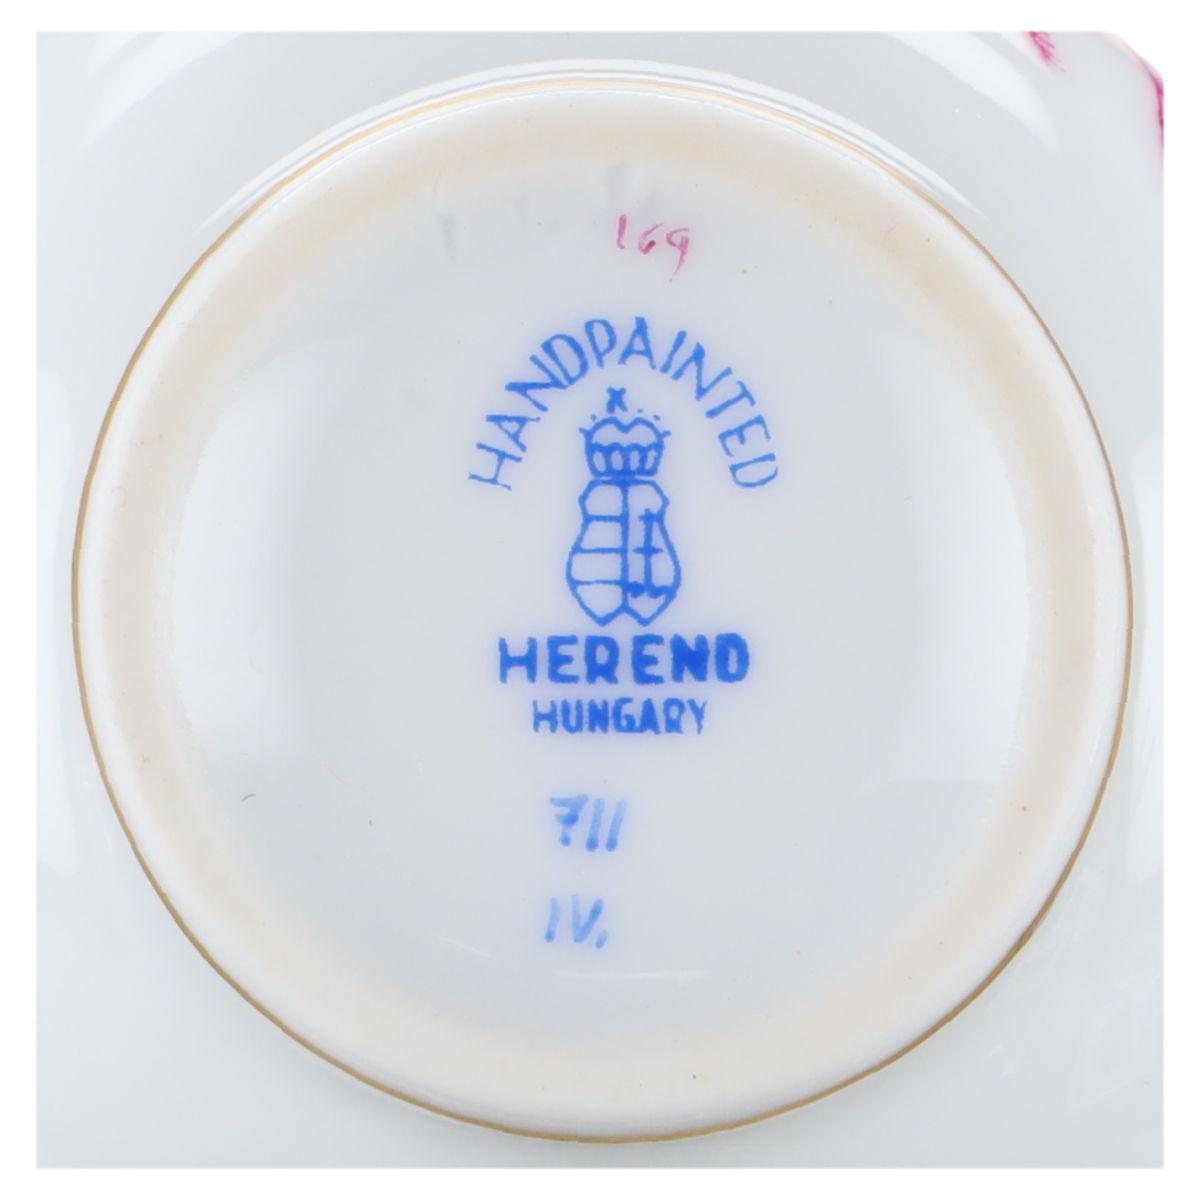 169
HANDPAINTED
HEREND
HUNGARY
711
IV.